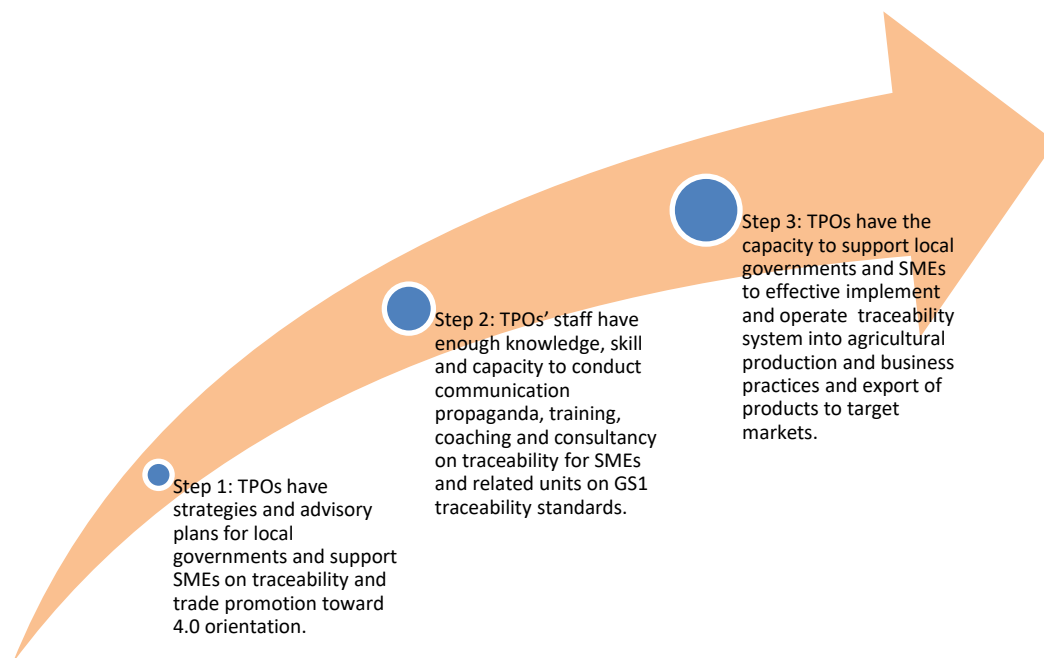 Step 1: TPOs have
strategies and advisory
plans for local
governments and support
SMEs on traceability and
trade promotion toward
4.0 orientation.
Step 2: TPOs’ staff have
enough knowledge, skill
and capacity to conduct
communication
propaganda, training,
coaching and consultancy
on traceability for SMEs
and related units on GS1
traceability standards.
Step 3: TPOs have the
capacity to support local
governments and SMEs
to effective implement
and operate  traceability
system into agricultural
production and business
practices and export of
products to target
markets.